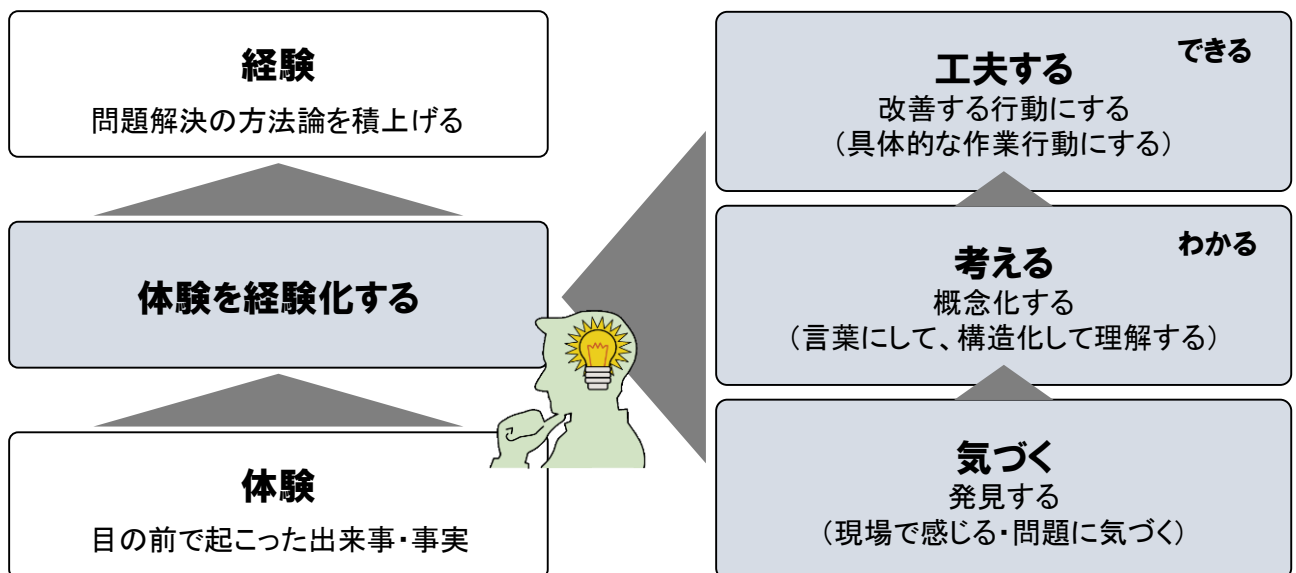 経験
問題解決の方法論を積上げる
体験を経験化する
体験
目の前で起こった出来事・事実
できる
工夫する
改善する行動にする
（具体的な作業行動にする）
わかる
考える
概念化する
（言葉にして、構造化して理解する）
気づく
発見する
（現場で感じる・問題に気づく）